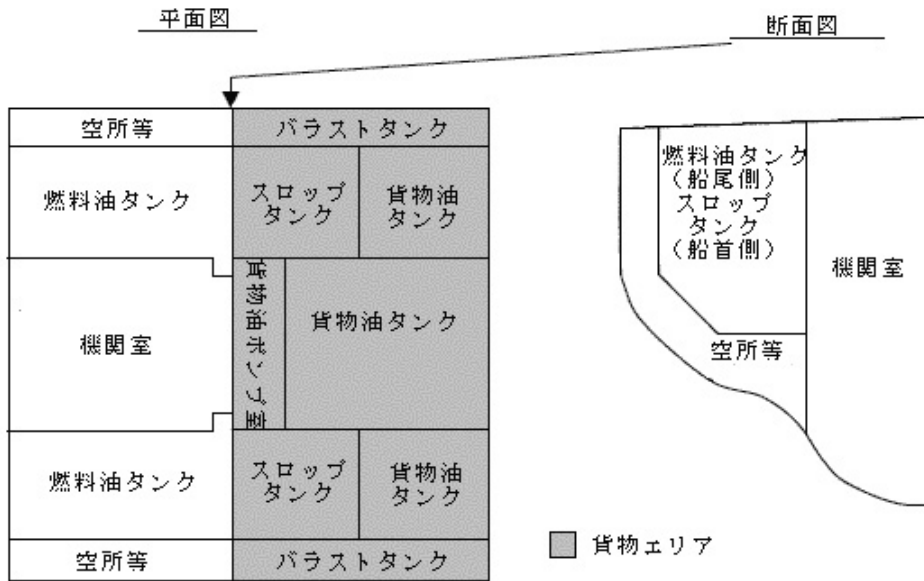 平面図
断面図
空所等
バラストタンク
燃料油タンク
スロップ
タンク
貨物油
タンク
機関室
貨物油ポンプ室
貨物油タンク
燃料油タンク
スロップ
タンク
貨物油
タンク
空所等
バラストタンク
燃料油タンク
(船尾側)
スロップ
タンク
(船首側)
機関室
空所等
貨物エリア